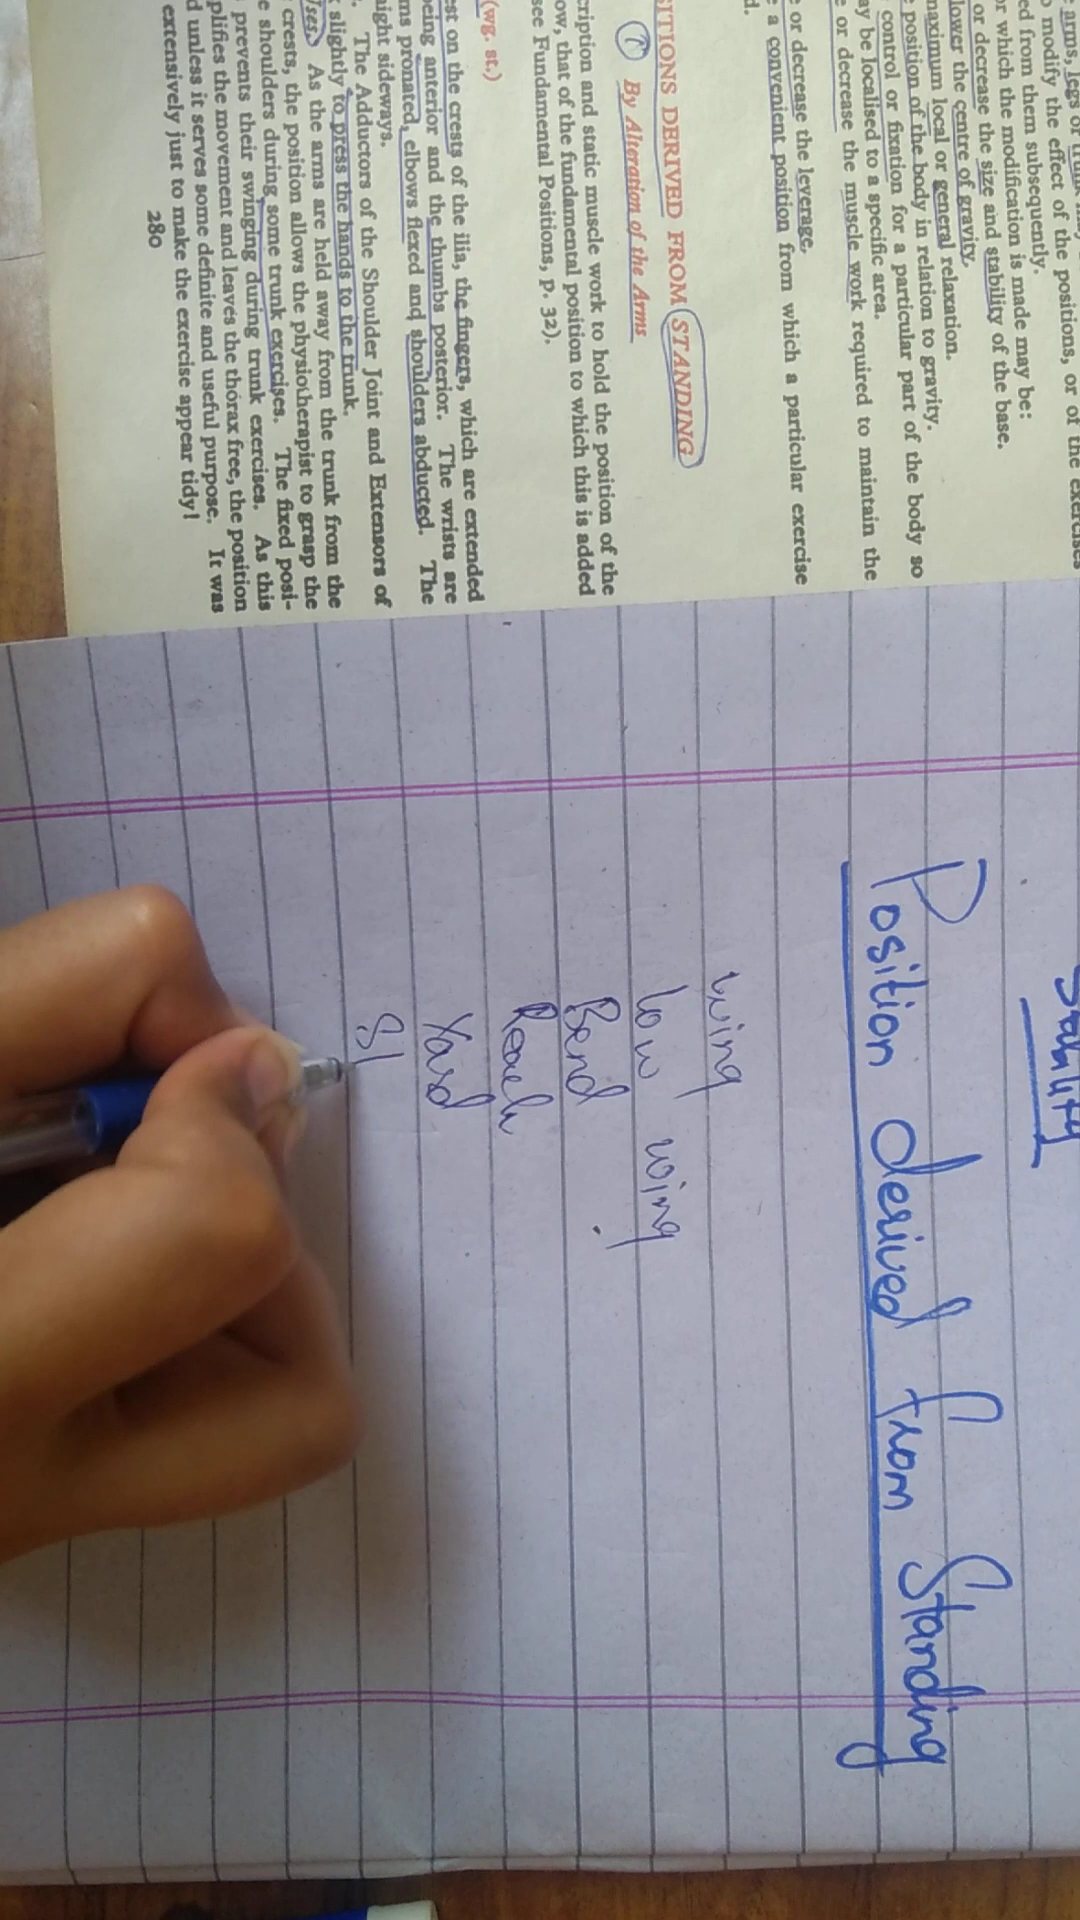 arms, legs or
o modify the effect of the positions, or of the exercises
ed from them subsequently.
or which the modification is made may be:
or decrease the size and stability of the base.
lower the centre of gravity.
maximum local or general relaxation.
position of the body in relation to gravity.
control or fixation for a particular part of the body so
ay be localised to a specific area.
e or decrease the muscle work required to maintain the
e or decrease the leverage.
e a convenient position from which a particular exercise
d.
SITIONS DERIVED FROM STANDING
By Alteration of the Arms
cription and static muscle work to hold the position of the
ow, that of the fundamental position to which this is added
see Fundamental Positions, p. 32).
(wg. st.)
est on the crests of the ilia, the fingers, which are extended
being anterior and the thumbs posterior. The wrists are
ms pronated, elbows flexed and shoulders abducted. The
ight sideways.
. The Adductors of the Shoulder Joint and Extensors of
slightly to press the hands to the trunk.
Uses. As the arms are held away from the trunk from the
crests, the position allows the physiotherapist to grasp the
e shoulders during some trunk exercises. The fixed posi-
prevents their swinging during trunk exercises. As this
plifies the movement and leaves the thorax free, the position
d unless it serves some definite and useful purpose. It was
extensively just to make the exercise appear tidy!
280
Stability
Position derived from Standing
wing
low wing
Bend
Reach
Yard
St